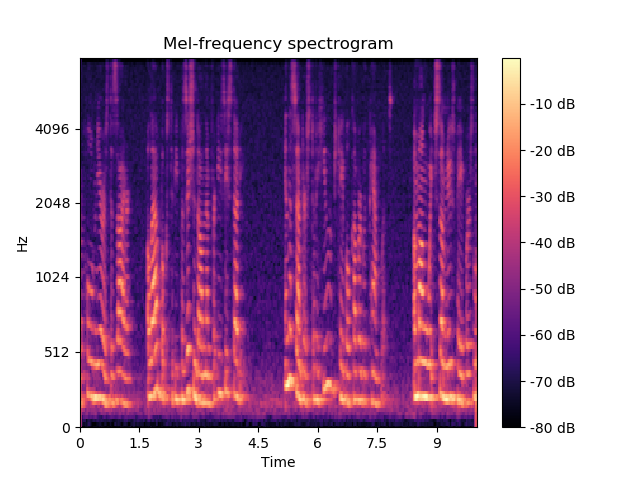 Mel-frequency spectrogram
Hz
4096
2048
1024
512
0
0 1.5 3 4.5 6 7.5 9
Time
-10 dB
-20 dB
-30 dB
-40 dB
-50 dB
-60 dB
-70 dB
-80 dB